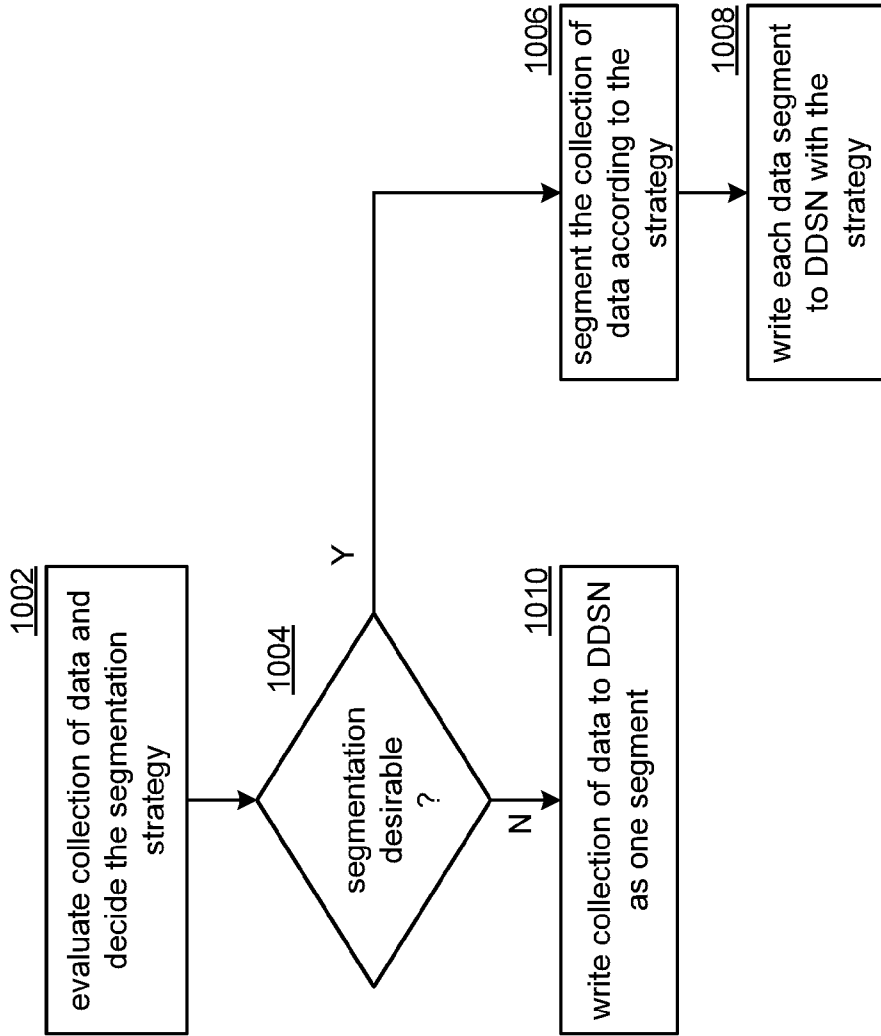 1002
evaluate collection of data and
decide the segmentation
strategy
1004
segmentation
desirable
?
Y
N
1010
write collection of data to DDSN
as one segment
1006
segment the collection of
data according to the
strategy
1008
write each data segment
to DDSN with the
strategy